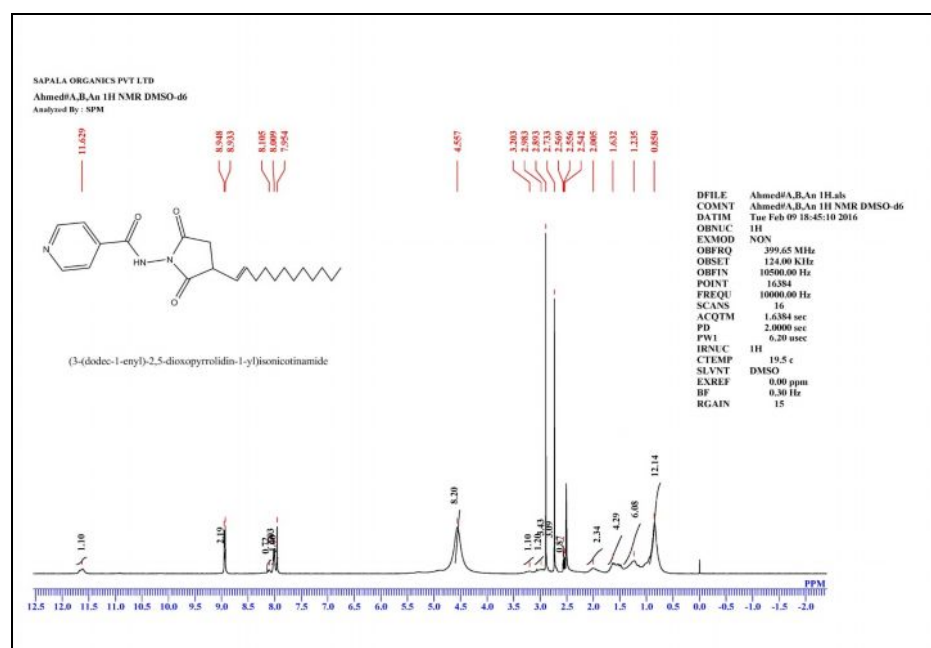 SAPALA ORGANICS PVT LTD
Ahmed#A,B,An 1H NMR DMSO-d6
Analyzed By : SPM
11.629
8.948
8.933
8.105
8.009
7.954
4.557
3.203
2.983
2.893
2.733
2.569
2.556
2.542
2.005
1.632
1.235
0.850
DFILE Ahmed#A,B,An 1H.als
COMNT Ahmed#A,B,An 1H NMR DMSO-d6
DATIM Tue Feb 09 18:45:10 2016
OBNUC 1H
EXMOD NON
OBFRQ 399.65 MHz
OBSET 124.00 KHz
OBFIN 10500.00 Hz
POINT 16384
FREQU 10000.00 Hz
SCANS 16
ACQTM 1.6384 sec
PD 2.0000 sec
PW1 6.20 usec
IRNUC 1H
CTEMP 19.5 c
SLVNT DMSO
EXREF 0.00 ppm
BF 0.30 Hz
RGAIN 15
O
O
N
HN
N
O
(3-(dodec-1-enyl)-2,5-dioxopyrrolidin-1-yl)isonicotinamide
1.10
2.19
0.72
8.20
1.10
1.20
3.09
0.87
2.34
4.29
6.08
12.14
PPM
12.5 12.0 11.5 11.0 10.5 10.0 9.5 9.0 8.5 8.0 7.5 7.0 6.5 6.0 5.5 5.0 4.5 4.0 3.5 3.0 2.5 2.0 1.5 1.0 0.5 0.0 -0.5 -1.0 -1.5 -2.0